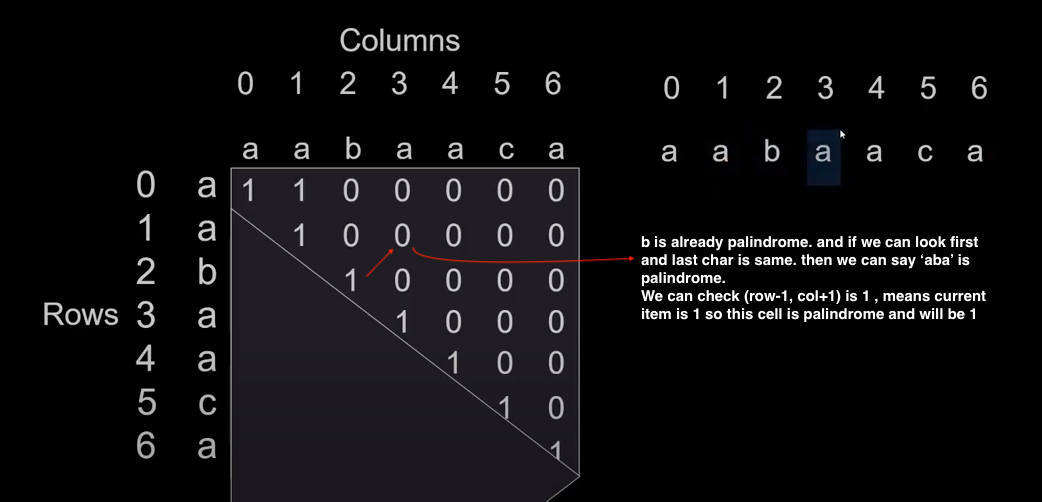 Columns
0 1 2 3 4 5 6
0 1 2 3 4 5 6
a a b a a c a
a a b a a c a
0 a 1 1 0 0 0 0 0
1 a 1 0 0 0 0 0
2 b 1 0 0 0 0
Rows 3 a 1 0 0 0
4 a 1 0 0
5 c 1 0
6 a 1
b is already palindrome. and if we can look first
and last char is same. then we can say ‘aba’ is
palindrome.
We can check (row-1, col+1) is 1 , means current
item is 1 so this cell is palindrome and will be 1